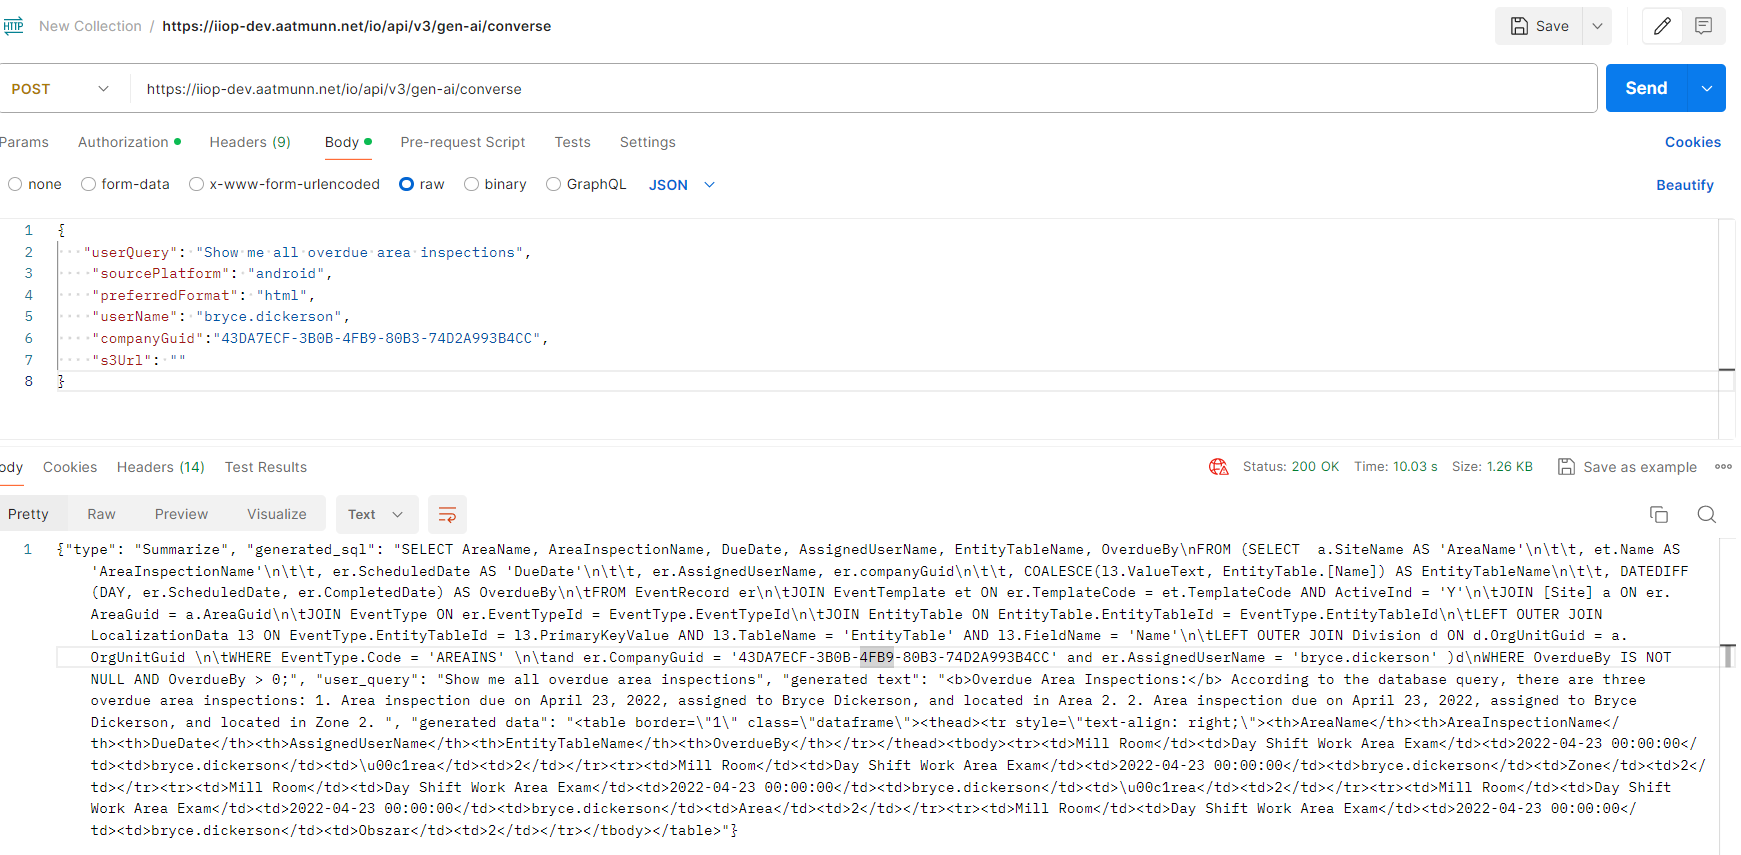 HTTP New Collection / https://iiop-dev.aatmunn.net/io/api/v3/gen-ai/converse Save
POST https://iiop-dev.aatmunn.net/io/api/v3/gen-ai/converse Send
Params Authorization Headers (9) Body Pre-request Script Tests Settings Cookies
none form-data x-www-form-urlencoded raw binary GraphQL JSON Beautify
1 {
2 "userQuery": "Show me all overdue area inspections",
3 "sourcePlatform": "android",
4 "preferredFormat": "html",
5 "userName": "bryce.dickerson",
6 "companyGuid":"43DA7ECF-3B0B-4FB9-80B3-74D2A993B4CC",
7 "s3Url": ""
8 }
ody Cookies Headers (14) Test Results Status: 200 OK Time: 10.03 s Size: 1.26 KB Save as example
Pretty Raw Preview Visualize Text
1 {"type": "Summarize", "generated_sql": "SELECT AreaName, AreaInspectionName, DueDate, AssignedUserName, EntityTableName, OverdueBy\nFROM (SELECT  a.SiteName AS 'AreaName'\n\t\t, et.Name AS
'AreaInspectionName'\n\t\t, er.ScheduledDate AS 'DueDate'\n\t\t, er.AssignedUserName, er.companyGuid\n\t\t, COALESCE(l3.ValueText, EntityTable.[Name]) AS EntityTableName\n\t\t, DATEDIFF
(DAY, er.ScheduledDate, er.CompletedDate) AS OverdueBy\n\tFROM EventRecord er\n\tJOIN EventTemplate et ON er.TemplateCode = et.TemplateCode AND ActiveInd = 'Y'\n\tJOIN [Site] a ON er.
AreaGuid = a.AreaGuid\n\tJOIN EventType ON er.EventTypeId = EventType.EventTypeId\n\tJOIN EntityTable ON EntityTable.EntityTableId = EventType.EntityTableId\n\tLEFT OUTER JOIN
LocalizationData l3 ON EventType.EntityTableId = l3.PrimaryKeyValue AND l3.TableName = 'EntityTable' AND l3.FieldName = 'Name'\n\tLEFT OUTER JOIN Division d ON d.OrgUnitGuid = a.
OrgUnitGuid \n\tWHERE EventType.Code = 'AREAINS' \n\tand er.CompanyGuid = '43DA7ECF-3B0B-4FB9-80B3-74D2A993B4CC' and er.AssignedUserName = 'bryce.dickerson' )d\nWHERE OverdueBy IS NOT
NULL AND OverdueBy > 0;", "user_query": "Show me all overdue area inspections", "generated text": "<b>Overdue Area Inspections:</b> According to the database query, there are three
overdue area inspections: 1. Area inspection due on April 23, 2022, assigned to Bryce Dickerson, and located in Area 2. 2. Area inspection due on April 23, 2022, assigned to Bryce
Dickerson, and located in Zone 2. ", "generated data": "<table border=\"1\" class=\"dataframe\"><thead><tr style=\"text-align: right;\"><th>AreaName</th><th>AreaInspectionName</
th><th>DueDate</th><th>AssignedUserName</th><th>EntityTableName</th><th>OverdueBy</th></tr></thead><tbody><tr><td>Mill Room</td><td>Day Shift Work Area Exam</td><td>2022-04-23 00:00:00</
td><td>bryce.dickerson</td><td>\u00c1rea</td><td>2</td></tr><tr><td>Mill Room</td><td>Day Shift Work Area Exam</td><td>2022-04-23 00:00:00</td><td>bryce.dickerson</td><td>Zone</td><td>2</
td></tr><tr><td>Mill Room</td><td>Day Shift Work Area Exam</td><td>2022-04-23 00:00:00</td><td>bryce.dickerson</td><td>\u00c1rea</td><td>2</td></tr><tr><td>Mill Room</td><td>Day Shift
Work Area Exam</td><td>2022-04-23 00:00:00</td><td>bryce.dickerson</td><td>Area</td><td>2</td></tr><tr><td>Mill Room</td><td>Day Shift Work Area Exam</td><td>2022-04-23 00:00:00</
td><td>bryce.dickerson</td><td>Obszar</td><td>2</td></tr></tbody></table>"}